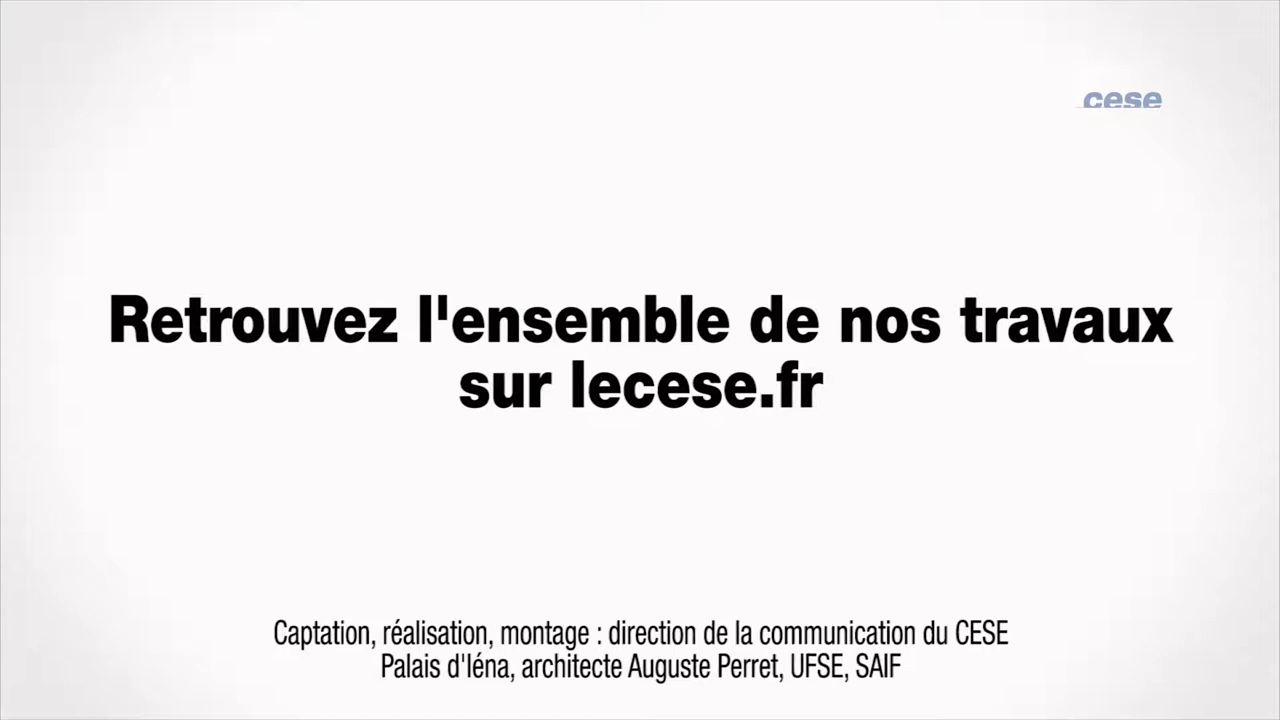 cese
Retrouvez l'ensemble de nos travaux
sur lecese.fr
Captation, réalisation, montage : direction de la communication du CESE
Palais d'Iéna, architecte Auguste Perret, UFSE, SAIF